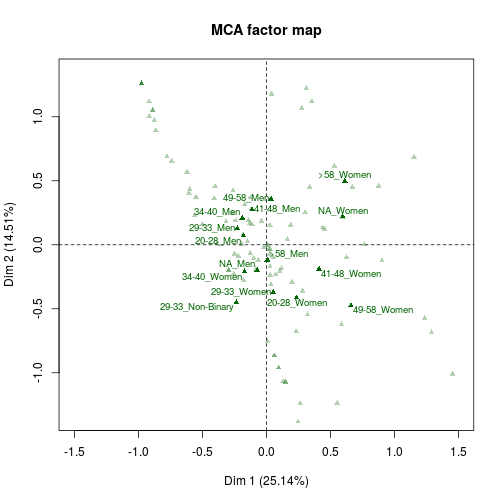 MCA factor map
Dim 2 (14.51%)
1.0
0.5
0.0
-0.5
-1.0
>58_Women
49-58_Men
41-48_Men
34-40_Men
NA_Women
29-33_Men
20-28_Men
>58_Men
NA_Men
34-40_Women
41-48_Women
29-33_Women
20-28_Women
29-33_Non-Binary
49-58_Women
-1.5 -1.0 -0.5 0.0 0.5 1.0 1.5
Dim 1 (25.14%)